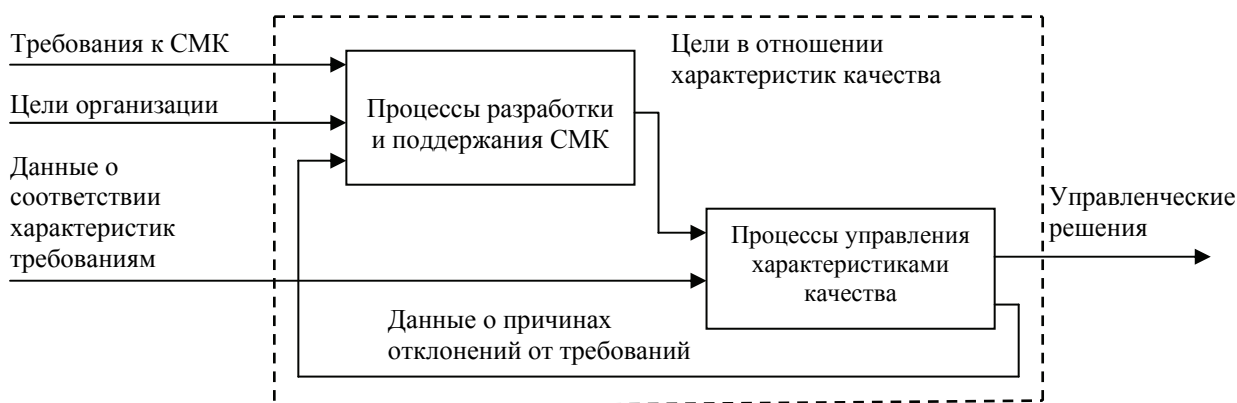 Требования к СМК
Цели организации
Данные о
соответствии
характеристик
требованиям
Процессы разработки
и поддержания СМК
Цели в отношении
характеристик качества
Процессы управления
характеристиками
качества
Управленческие
решения
Данные о причинах
отклонений от требований